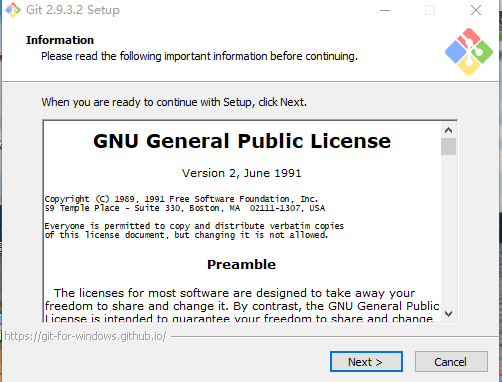 Git 2.9.3.2 Setup
Information
Please read the following important information before continuing.
When you are ready to continue with Setup, click Next.
GNU General Public License
Version 2, June 1991
Copyright (C) 1989, 1991 Free Software Foundation, Inc.
59 Temple Place - Suite 330, Boston, MA  02111-1307, USA
Everyone is permitted to copy and distribute verbatim copies
of this license document, but changing it is not allowed.
Preamble
The licenses for most software are designed to take away your
freedom to share and change it. By contrast, the GNU General Public
License is intended to guarantee your freedom to share and change
https://git-for-windows.github.io/
Next >
Cancel